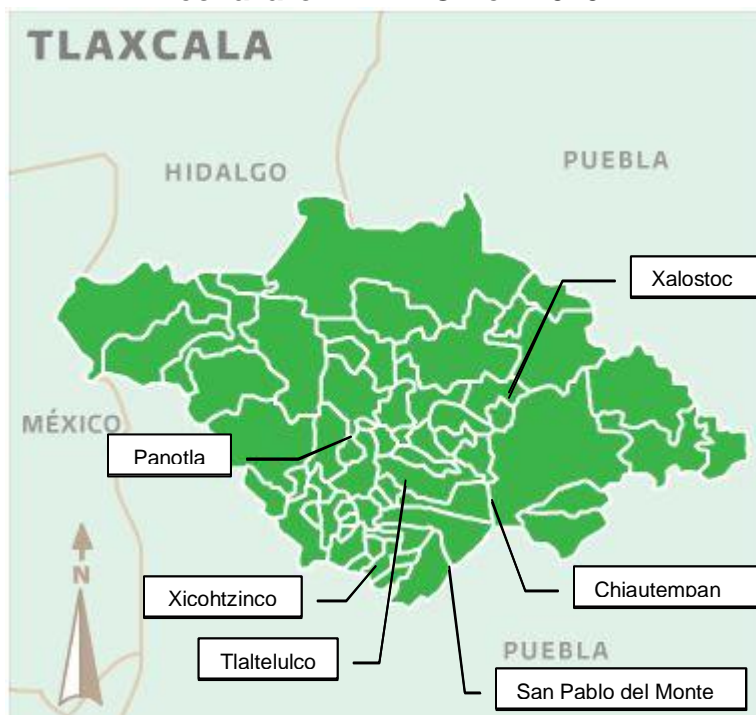 TLAXCALA
HIDALGO
PUEBLA
Xalostoc
MÉXICO
Panotla
N
Xicohtzinco
Chiautempan
Tlaltelulco
PUEBLA
San Pablo del Monte